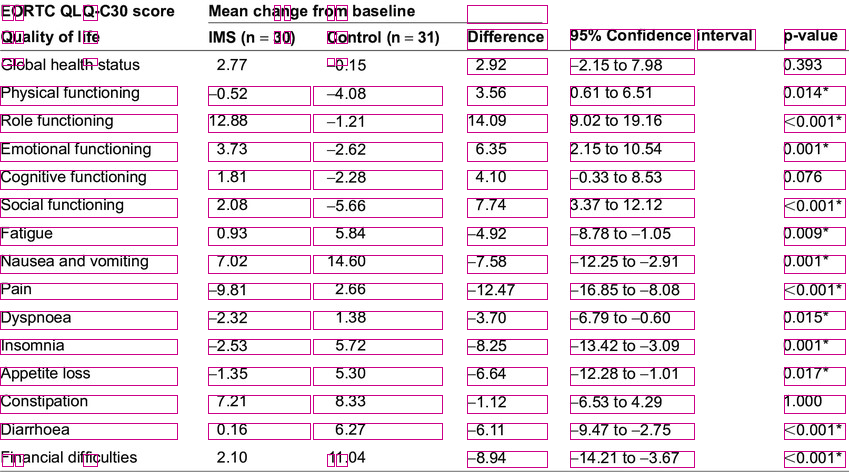 EORTC QLQ-C30 score Mean change from baseline
Quality of life IMS (n = 30) Control (n = 31) Difference 95% Confidence interval p-value
Global health status 2.77 –0.15 2.92 –2.15 to 7.98 0.393
Physical functioning –0.52 –4.08 3.56 0.61 to 6.51 0.014*
Role functioning 12.88 –1.21 14.09 9.02 to 19.16 <0.001*
Emotional functioning 3.73 –2.62 6.35 2.15 to 10.54 0.001*
Cognitive functioning 1.81 –2.28 4.10 –0.33 to 8.53 0.076
Social functioning 2.08 –5.66 7.74 3.37 to 12.12 <0.001*
Fatigue 0.93 5.84 –4.92 –8.78 to –1.05 0.009*
Nausea and vomiting 7.02 14.60 –7.58 –12.25 to –2.91 0.001*
Pain –9.81 2.66 –12.47 –16.85 to –8.08 <0.001*
Dyspnoea –2.32 1.38 –3.70 –6.79 to –0.60 0.015*
Insomnia –2.53 5.72 –8.25 –13.42 to –3.09 0.001*
Appetite loss –1.35 5.30 –6.64 –12.28 to –1.01 0.017*
Constipation 7.21 8.33 –1.12 –6.53 to 4.29 1.000
Diarrhoea 0.16 6.27 –6.11 –9.47 to –2.75 <0.001*
Financial difficulties 2.10 11.04 –8.94 –14.21 to –3.67 <0.001*